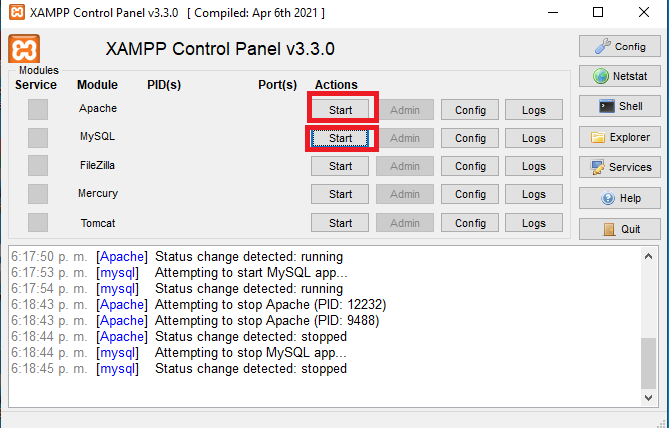 XAMPP Control Panel v3.3.0 [ Compiled: Apr 6th 2021 ]
XAMPP Control Panel v3.3.0
Config
Modules
Service Module PID(s) Port(s) Actions
Netstat
Apache Start Admin Config Logs
Shell
MySQL Start Admin Config Logs
Explorer
FileZilla Start Admin Config Logs
Services
Mercury Start Admin Config Logs
Help
Tomcat Start Admin Config Logs
Quit
6:17:50 p. m. [Apache] Status change detected: running
6:17:53 p. m. [mysql] Attempting to start MySQL app...
6:17:54 p. m. [mysql] Status change detected: running
6:18:43 p. m. [Apache] Attempting to stop Apache (PID: 12232)
6:18:43 p. m. [Apache] Attempting to stop Apache (PID: 9488)
6:18:44 p. m. [Apache] Status change detected: stopped
6:18:44 p. m. [mysql] Attempting to stop MySQL app...
6:18:45 p. m. [mysql] Status change detected: stopped